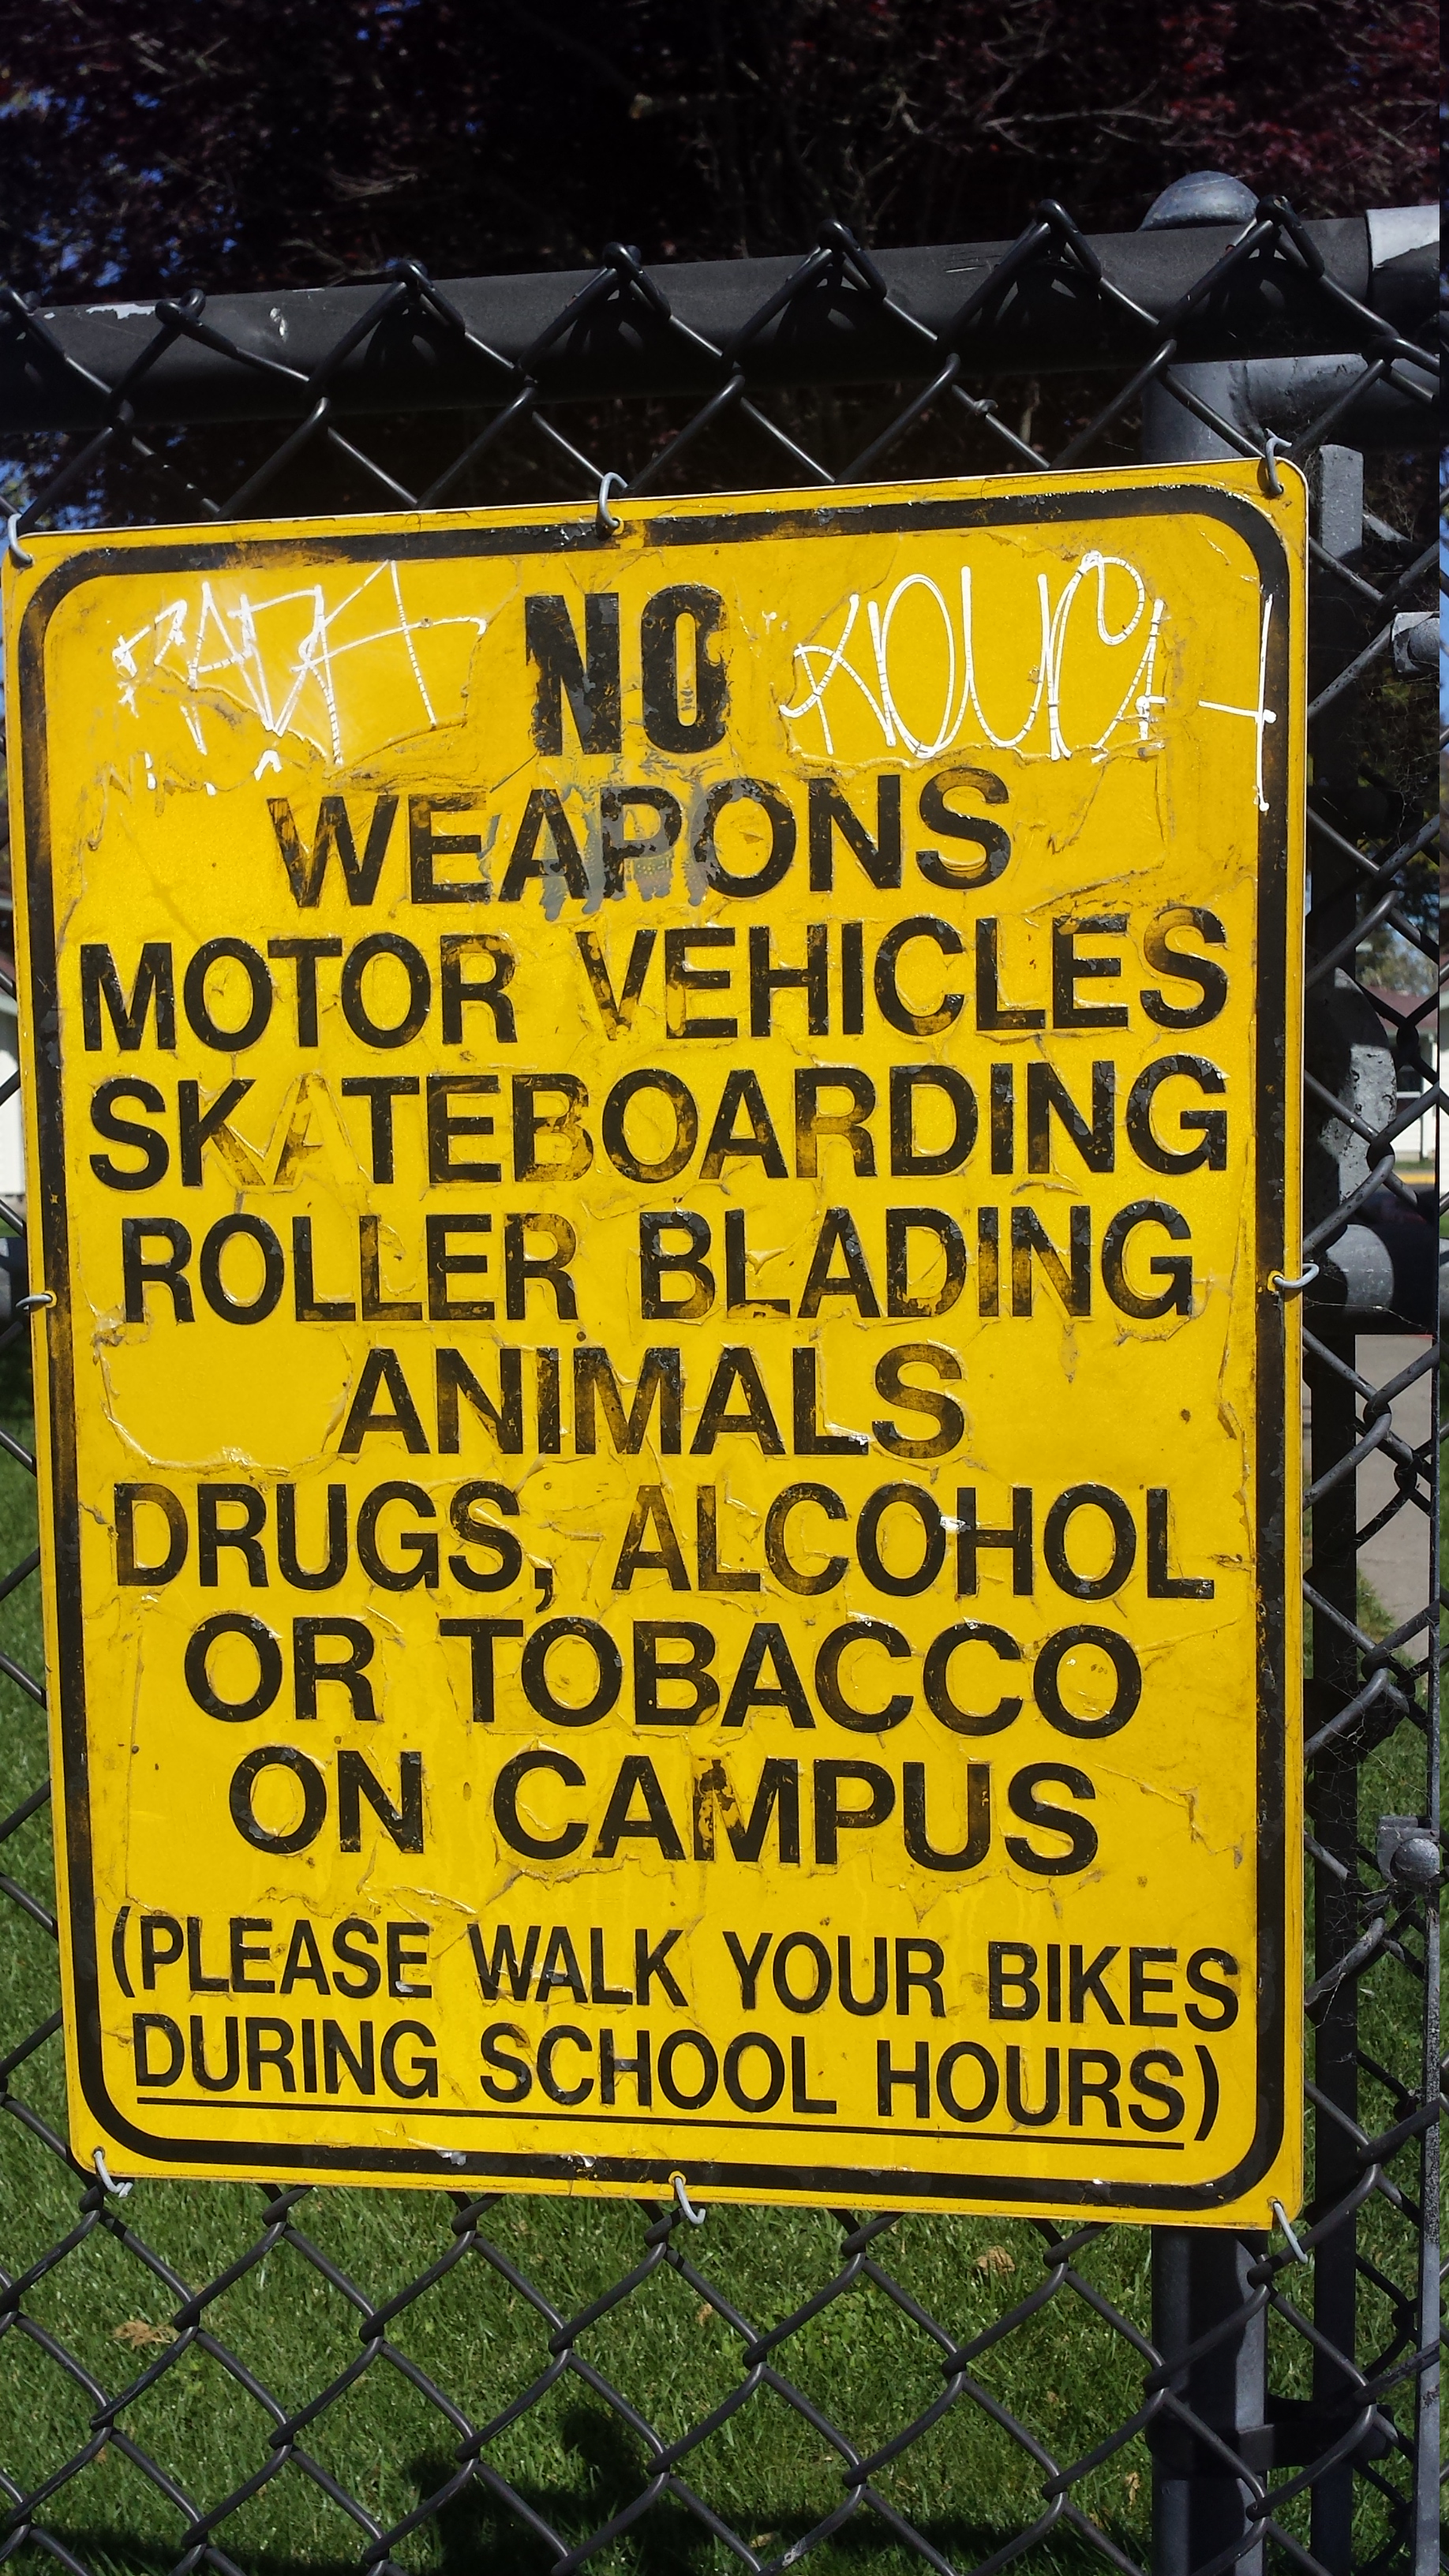 NO
WEAPONS
MOTOR VEHICLES
SKATEBOARDING
ROLLER BLADING
ANIMALS
DRUGS, ALCOHOL
OR TOBACCO
ON CAMPUS
(PLEASE WALK YOUR BIKES
DURING SCHOOL HOURS)